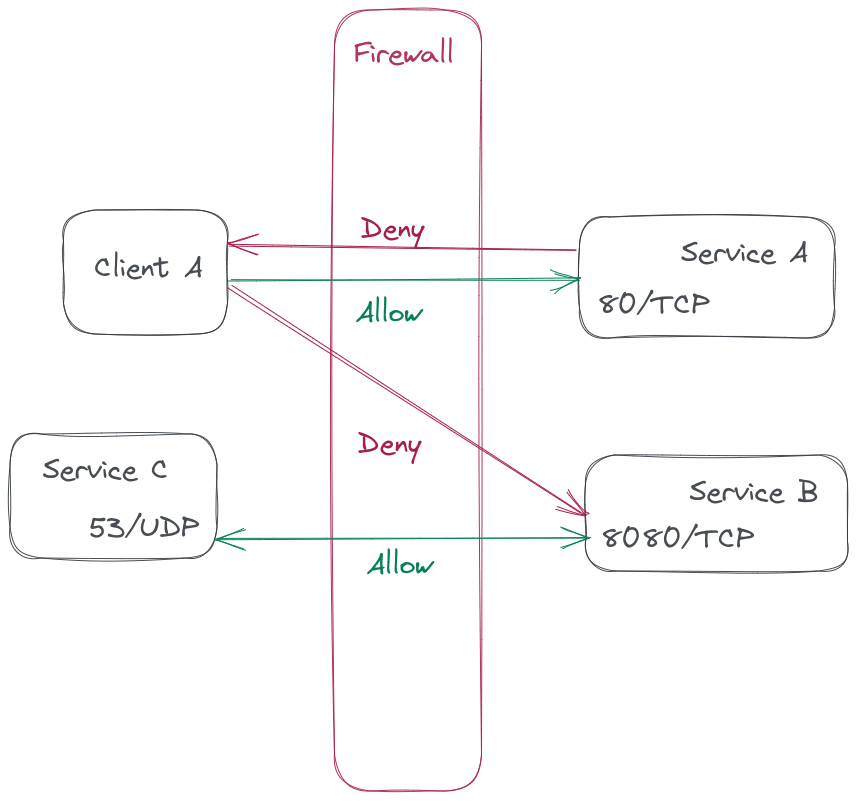 Firewall
Deny
Client A
Service A
80/TCP
Allow
Deny
Service C
53/UDP
Service B
8080/TCP
Allow